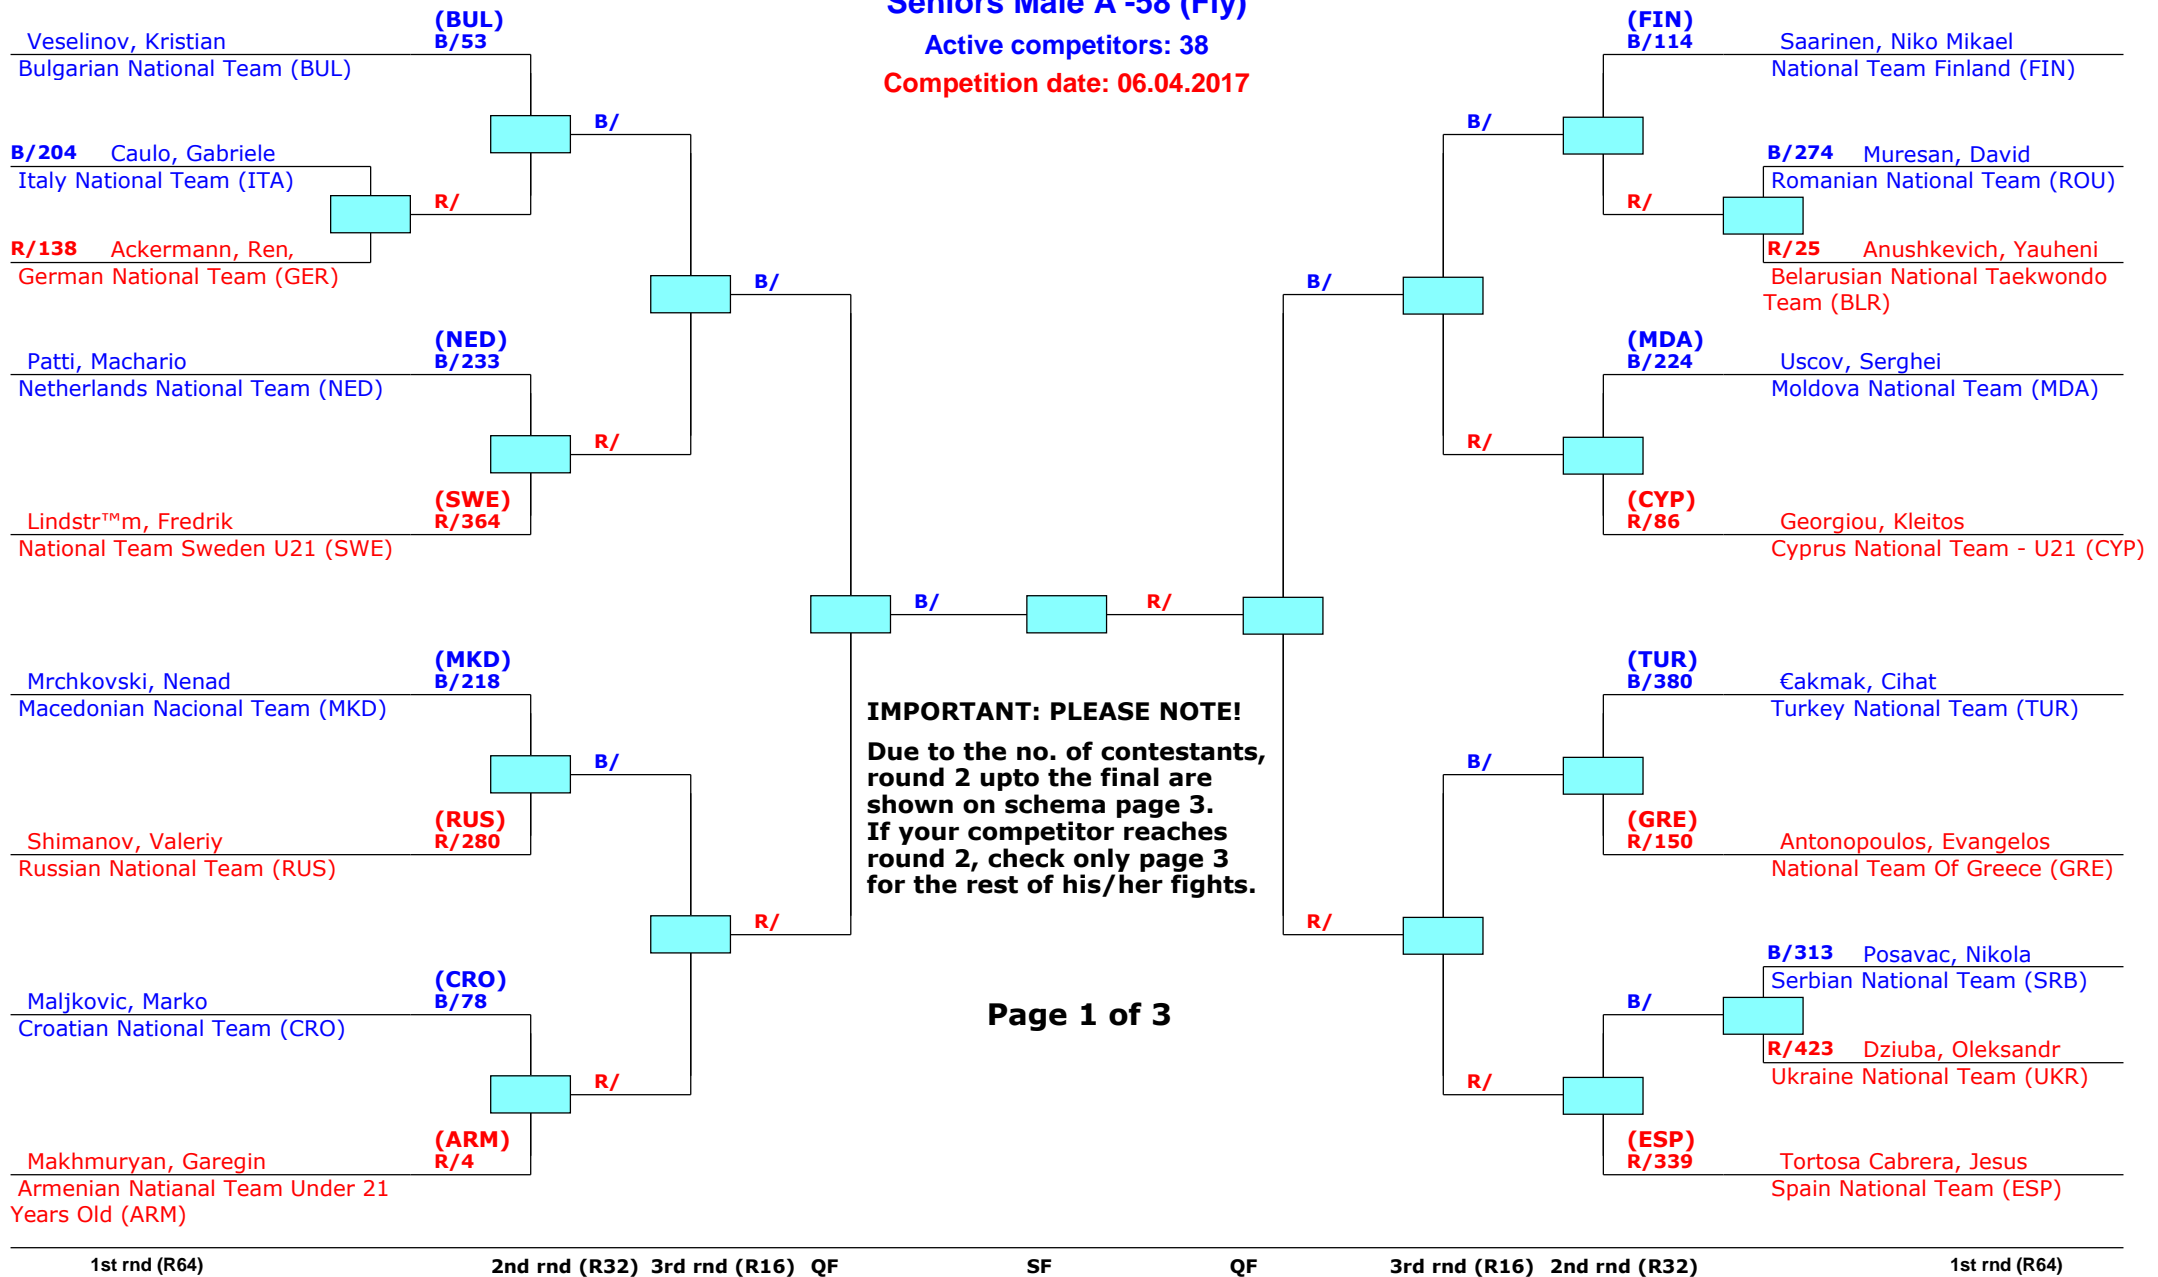 Seniors Male A -58 (Fly)
Active competitors: 38
Competition date: 06.04.2017
(BUL)
Veselinov, Kristian B/53
Bulgarian National Team (BUL)
B/
B/204 Caulo, Gabriele
Italy National Team (ITA)
R/
R/138 Ackermann, Ren,
German National Team (GER)
B/
(NED)
Patti, Machario B/233
Netherlands National Team (NED)
R/
(SWE)
Lindstr™m, Fredrik R/364
National Team Sweden U21 (SWE)
B/
(MKD)
Mrchkovski, Nenad B/218
Macedonian Nacional Team (MKD)
B/
(RUS)
Shimanov, Valeriy R/280
Russian National Team (RUS)
R/
(CRO)
Maljkovic, Marko B/78
Croatian National Team (CRO)
R/
(ARM)
Makhmuryan, Garegin R/4
Armenian Natianal Team Under 21
Years Old (ARM)
IMPORTANT: PLEASE NOTE!
Due to the no. of contestants,
round 2 upto the final are
shown on schema page 3.
If your competitor reaches
round 2, check only page 3
for the rest of his/her fights.
Page 1 of 3
(FIN)
B/114 Saarinen, Niko Mikael
National Team Finland (FIN)
B/
B/274 Muresan, David
Romanian National Team (ROU)
R/
R/25 Anushkevich, Yauheni
Belarusian National Taekwondo
Team (BLR)
B/
(MDA)
B/224 Uscov, Serghei
Moldova National Team (MDA)
R/
(CYP)
R/86 Georgiou, Kleitos
Cyprus National Team - U21 (CYP)
R/
(TUR)
B/380 €akmak, Cihat
Turkey National Team (TUR)
B/
(GRE)
R/150 Antonopoulos, Evangelos
National Team Of Greece (GRE)
R/
B/313 Posavac, Nikola
Serbian National Team (SRB)
B/
R/423 Dziuba, Oleksandr
Ukraine National Team (UKR)
R/
(ESP)
R/339 Tortosa Cabrera, Jesus
Spain National Team (ESP)
1st rnd (R64) 2nd rnd (R32) 3rd rnd (R16) QF SF QF 3rd rnd (R16) 2nd rnd (R32) 1st rnd (R64)